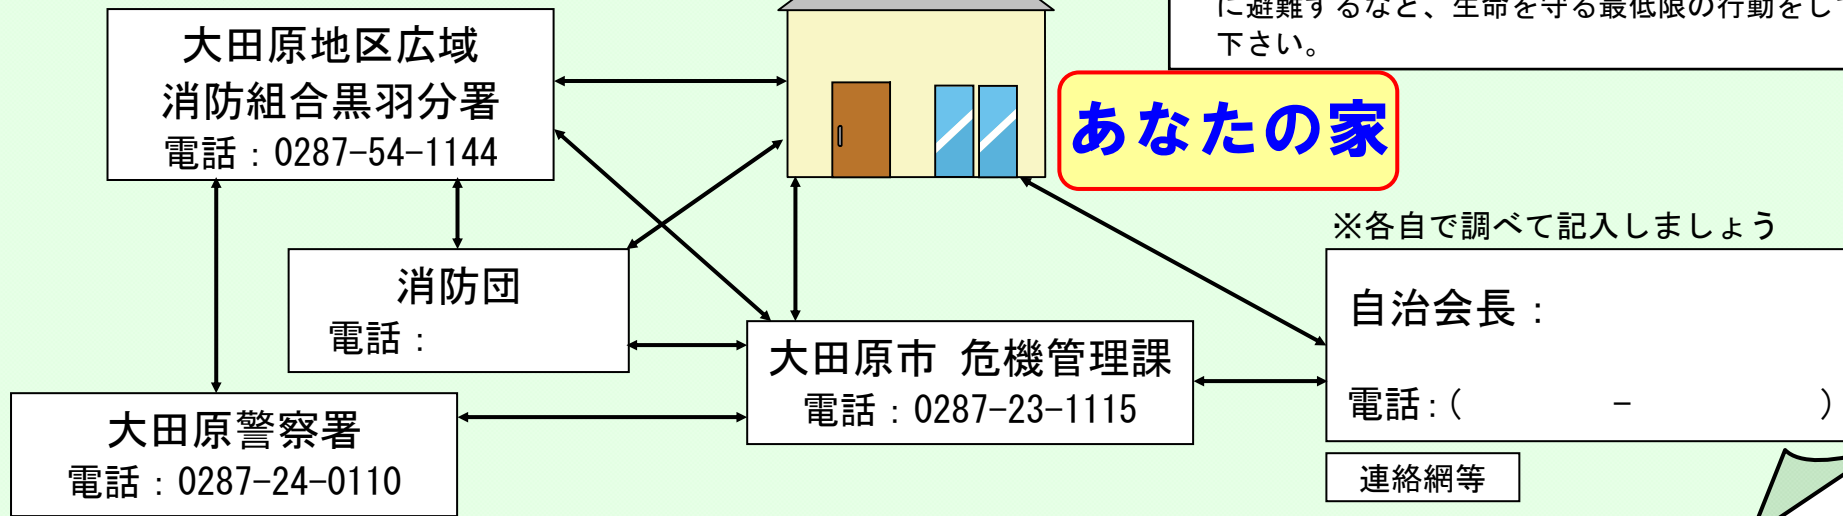 に避難するなど、生命を守る最低限の行動をして
下さい。
大田原地区広域
消防組合黒羽分署
電話：0287-54-1144
あなたの家
※各自で調べて記入しましょう
消防団
電話：
自治会長：
電話：(　　　－　　　)
大田原市 危機管理課
電話：0287-23-1115
大田原警察署
電話：0287-24-0110
連絡網等